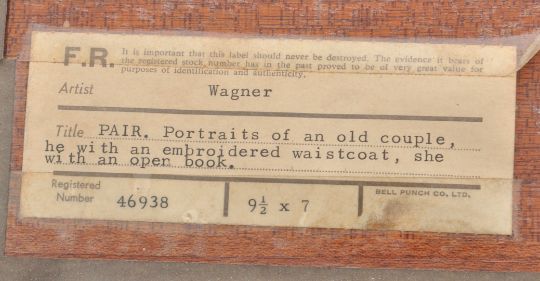 F.R. It is important that this label should never be destroyed. The evidence it bears of
the registered stock number has in the past proved to be of very great value for
purposes of identification and authenticity.
Artist Wagner
Title PAIR. Portraits of an old couple,
he with an embroidered waistcoat, she
with an open book.
Registered
Number 46938 9½ x 7 BELL PUNCH CO. LTD.